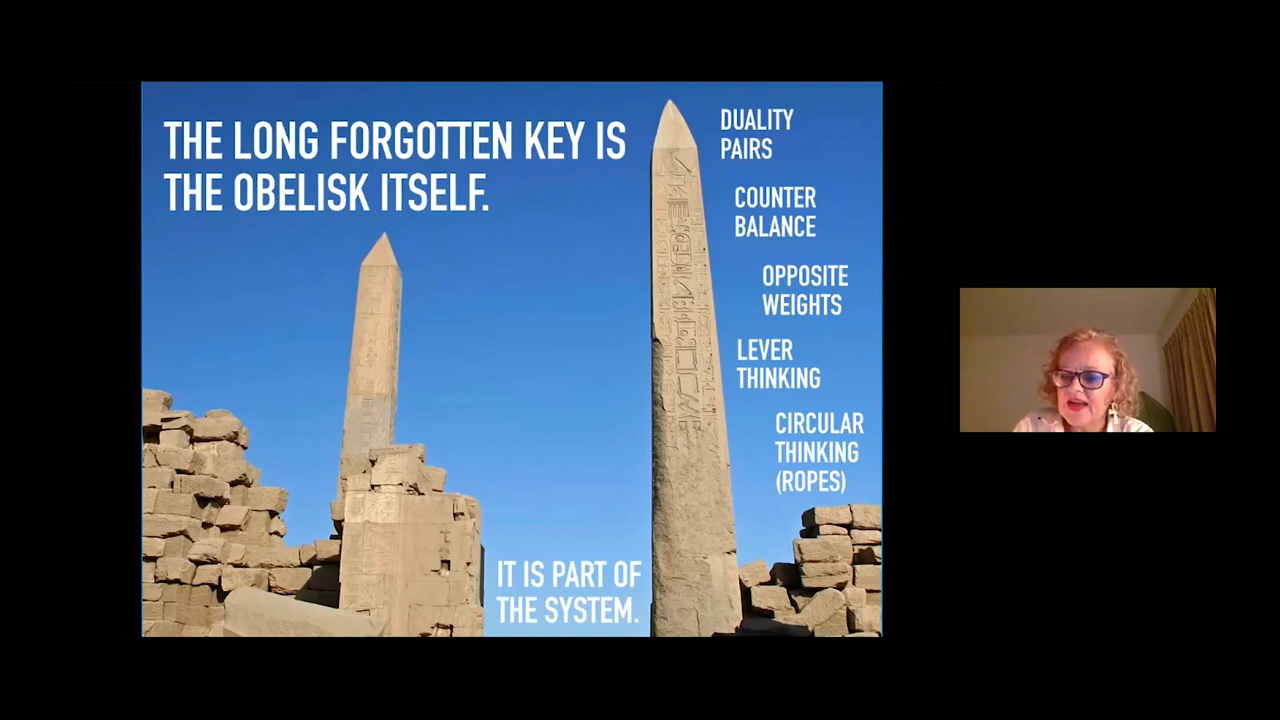 THE LONG FORGOTTEN KEY IS
THE OBELISK ITSELF.
DUALITY
PAIRS
COUNTER
BALANCE
OPPOSITE
WEIGHTS
LEVER
THINKING
CIRCULAR
THINKING
(ROPES)
IT IS PART OF
THE SYSTEM.